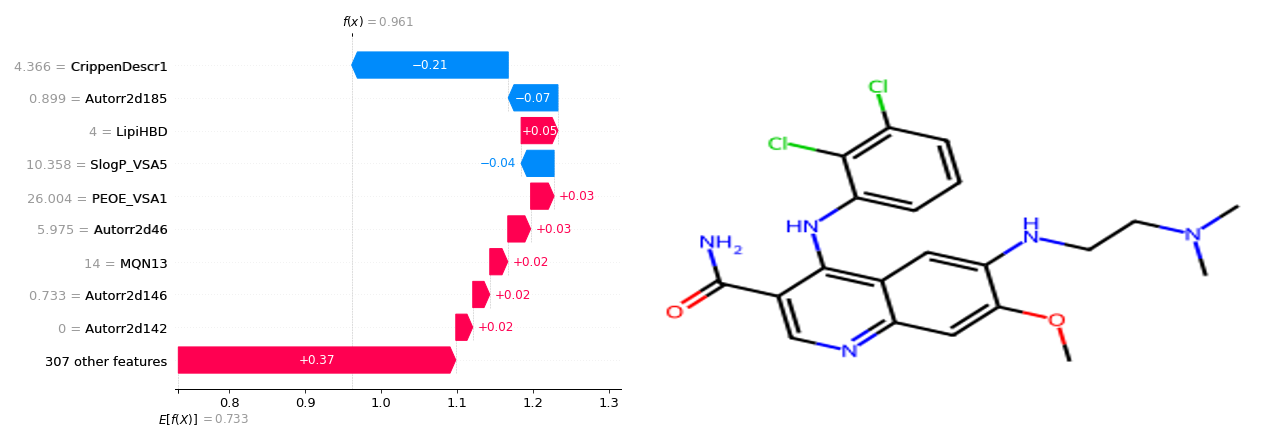 f(x) = 0.961
4.366 = CrippenDescr1
−0.21
0.899 = Autorr2d185
−0.07
4 = LipiHBD
+0.05
10.358 = SlogP_VSA5
−0.04
26.004 = PEOE_VSA1
+0.03
5.975 = Autorr2d46
+0.03
14 = MQN13
+0.02
0.733 = Autorr2d146
+0.02
0 = Autorr2d142
+0.02
307 other features
+0.37
0.8 0.9 1.0 1.1 1.2 1.3
E[f(X)] = 0.733
Cl
Cl
HN
NH₂
O
N
H
N
O
N